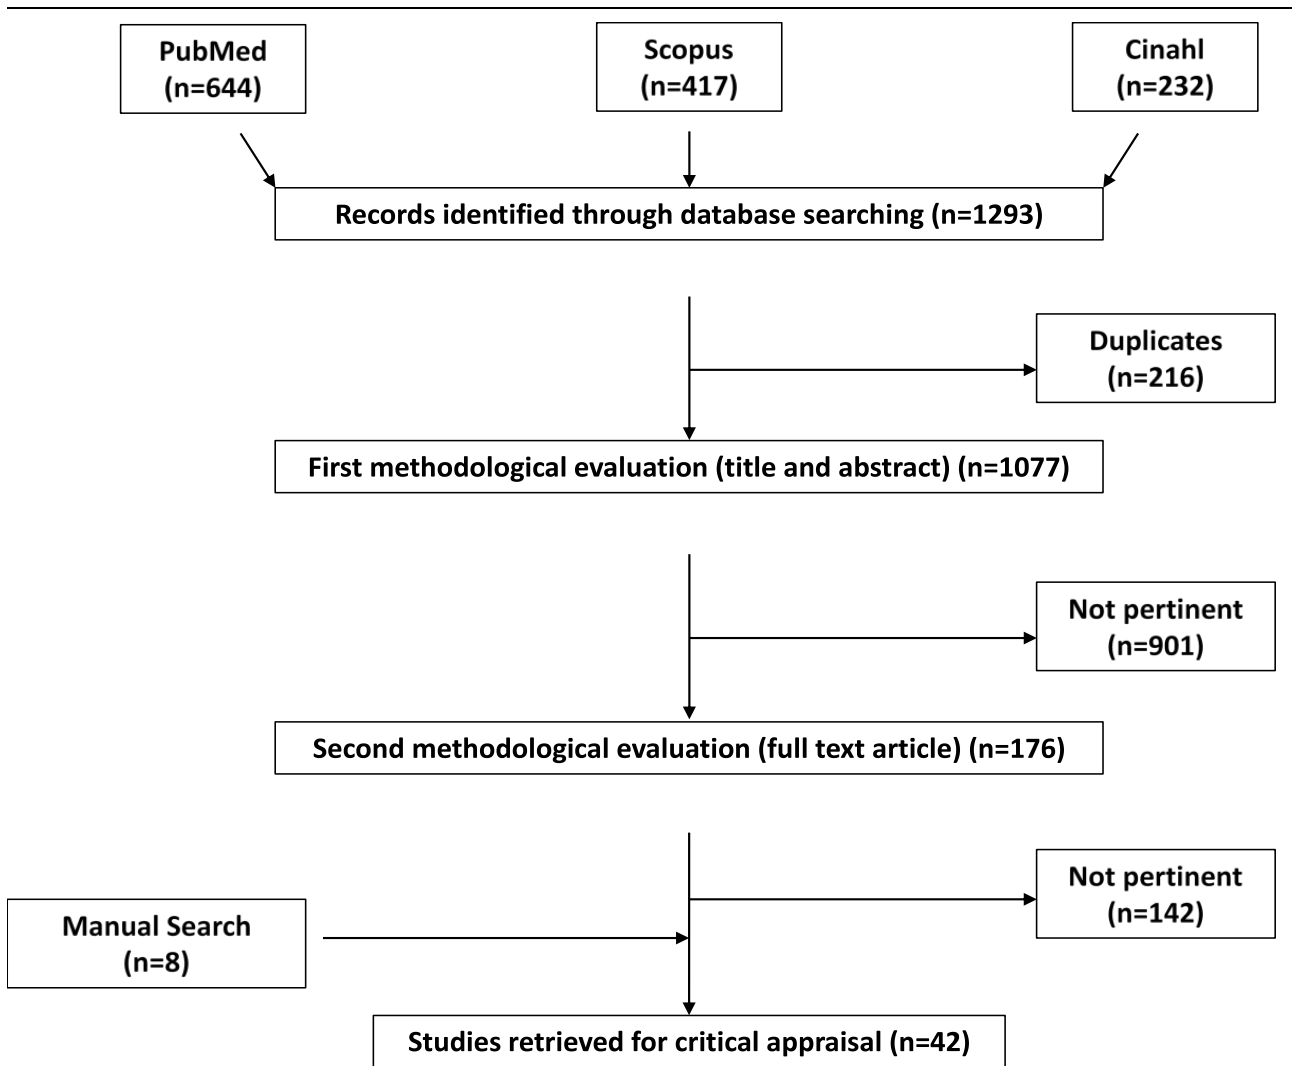 PubMed
(n=644)
Scopus
(n=417)
Cinahl
(n=232)
Records identified through database searching (n=1293)
Duplicates
(n=216)
First methodological evaluation (title and abstract) (n=1077)
Not pertinent
(n=901)
Second methodological evaluation (full text article) (n=176)
Not pertinent
(n=142)
Manual Search
(n=8)
Studies retrieved for critical appraisal (n=42)